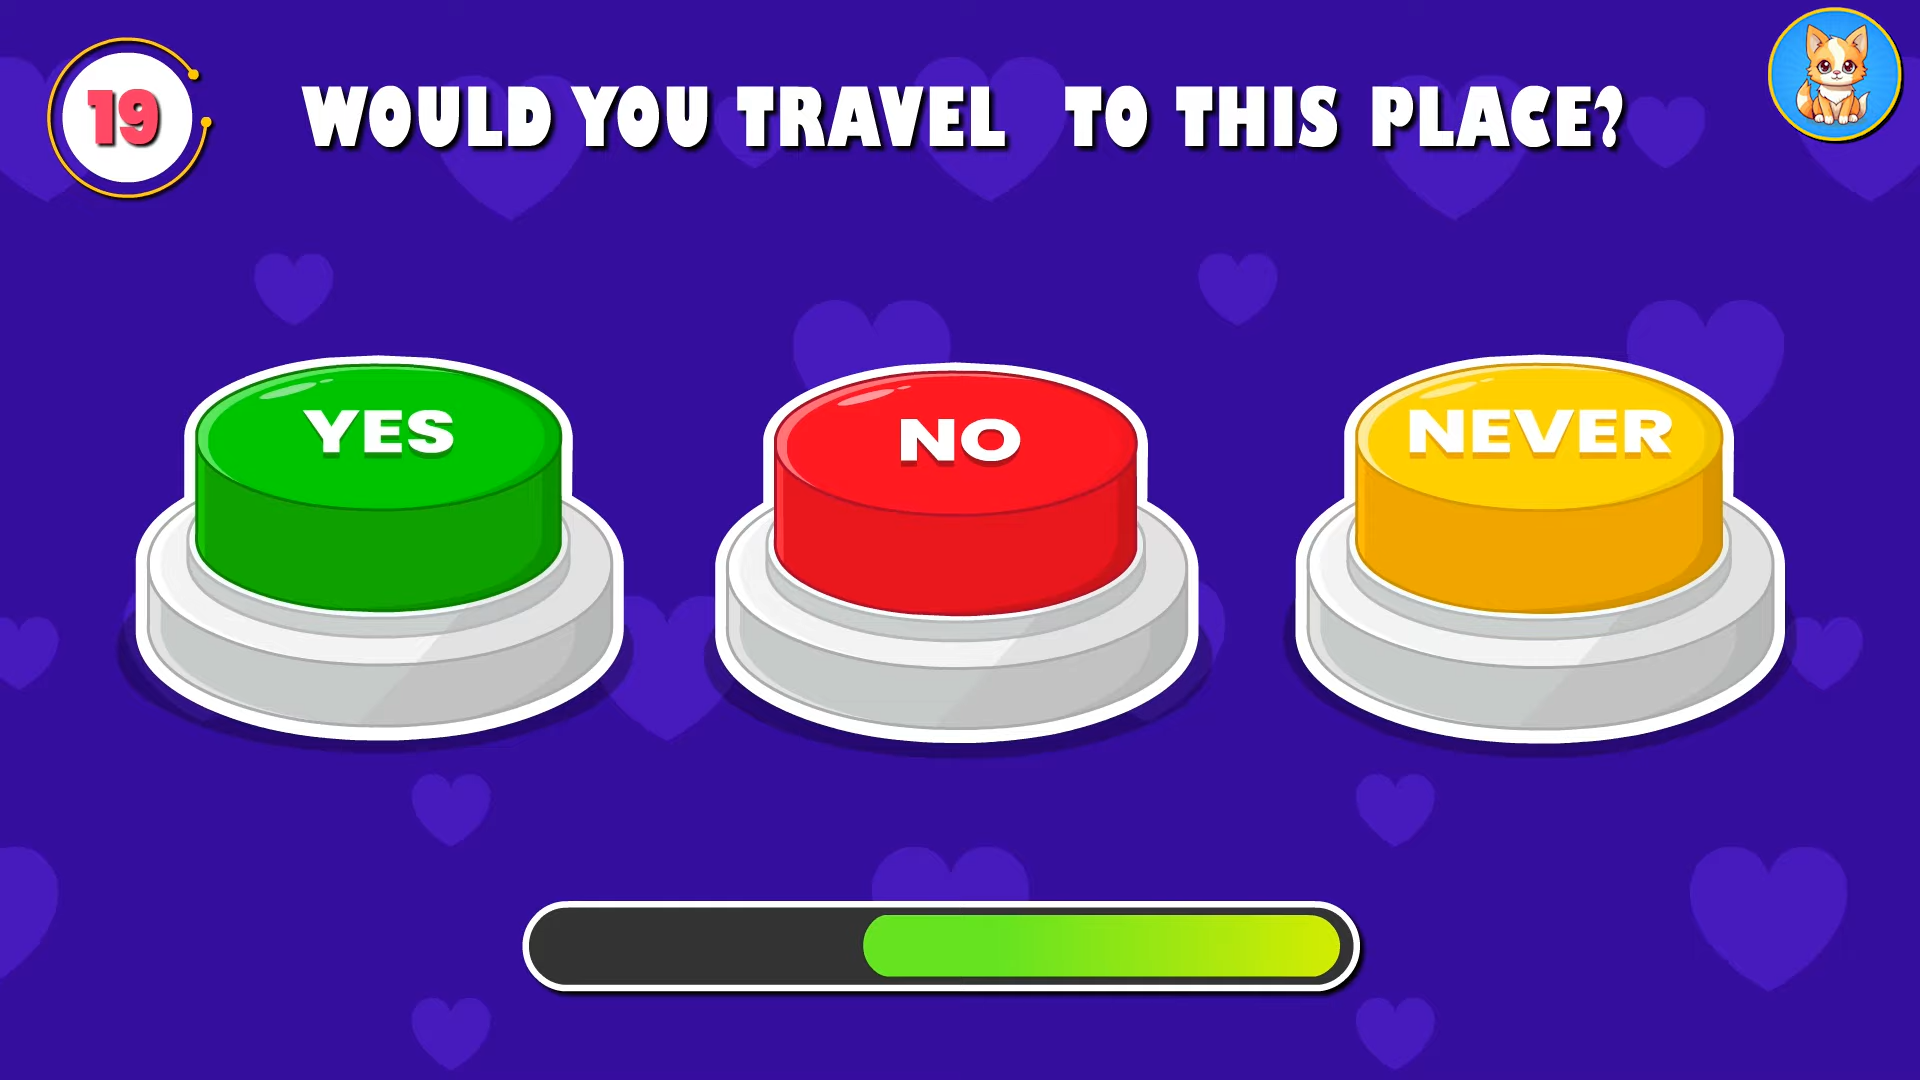 19
WOULD YOU TRAVEL TO THIS PLACE?
YES
NO
NEVER